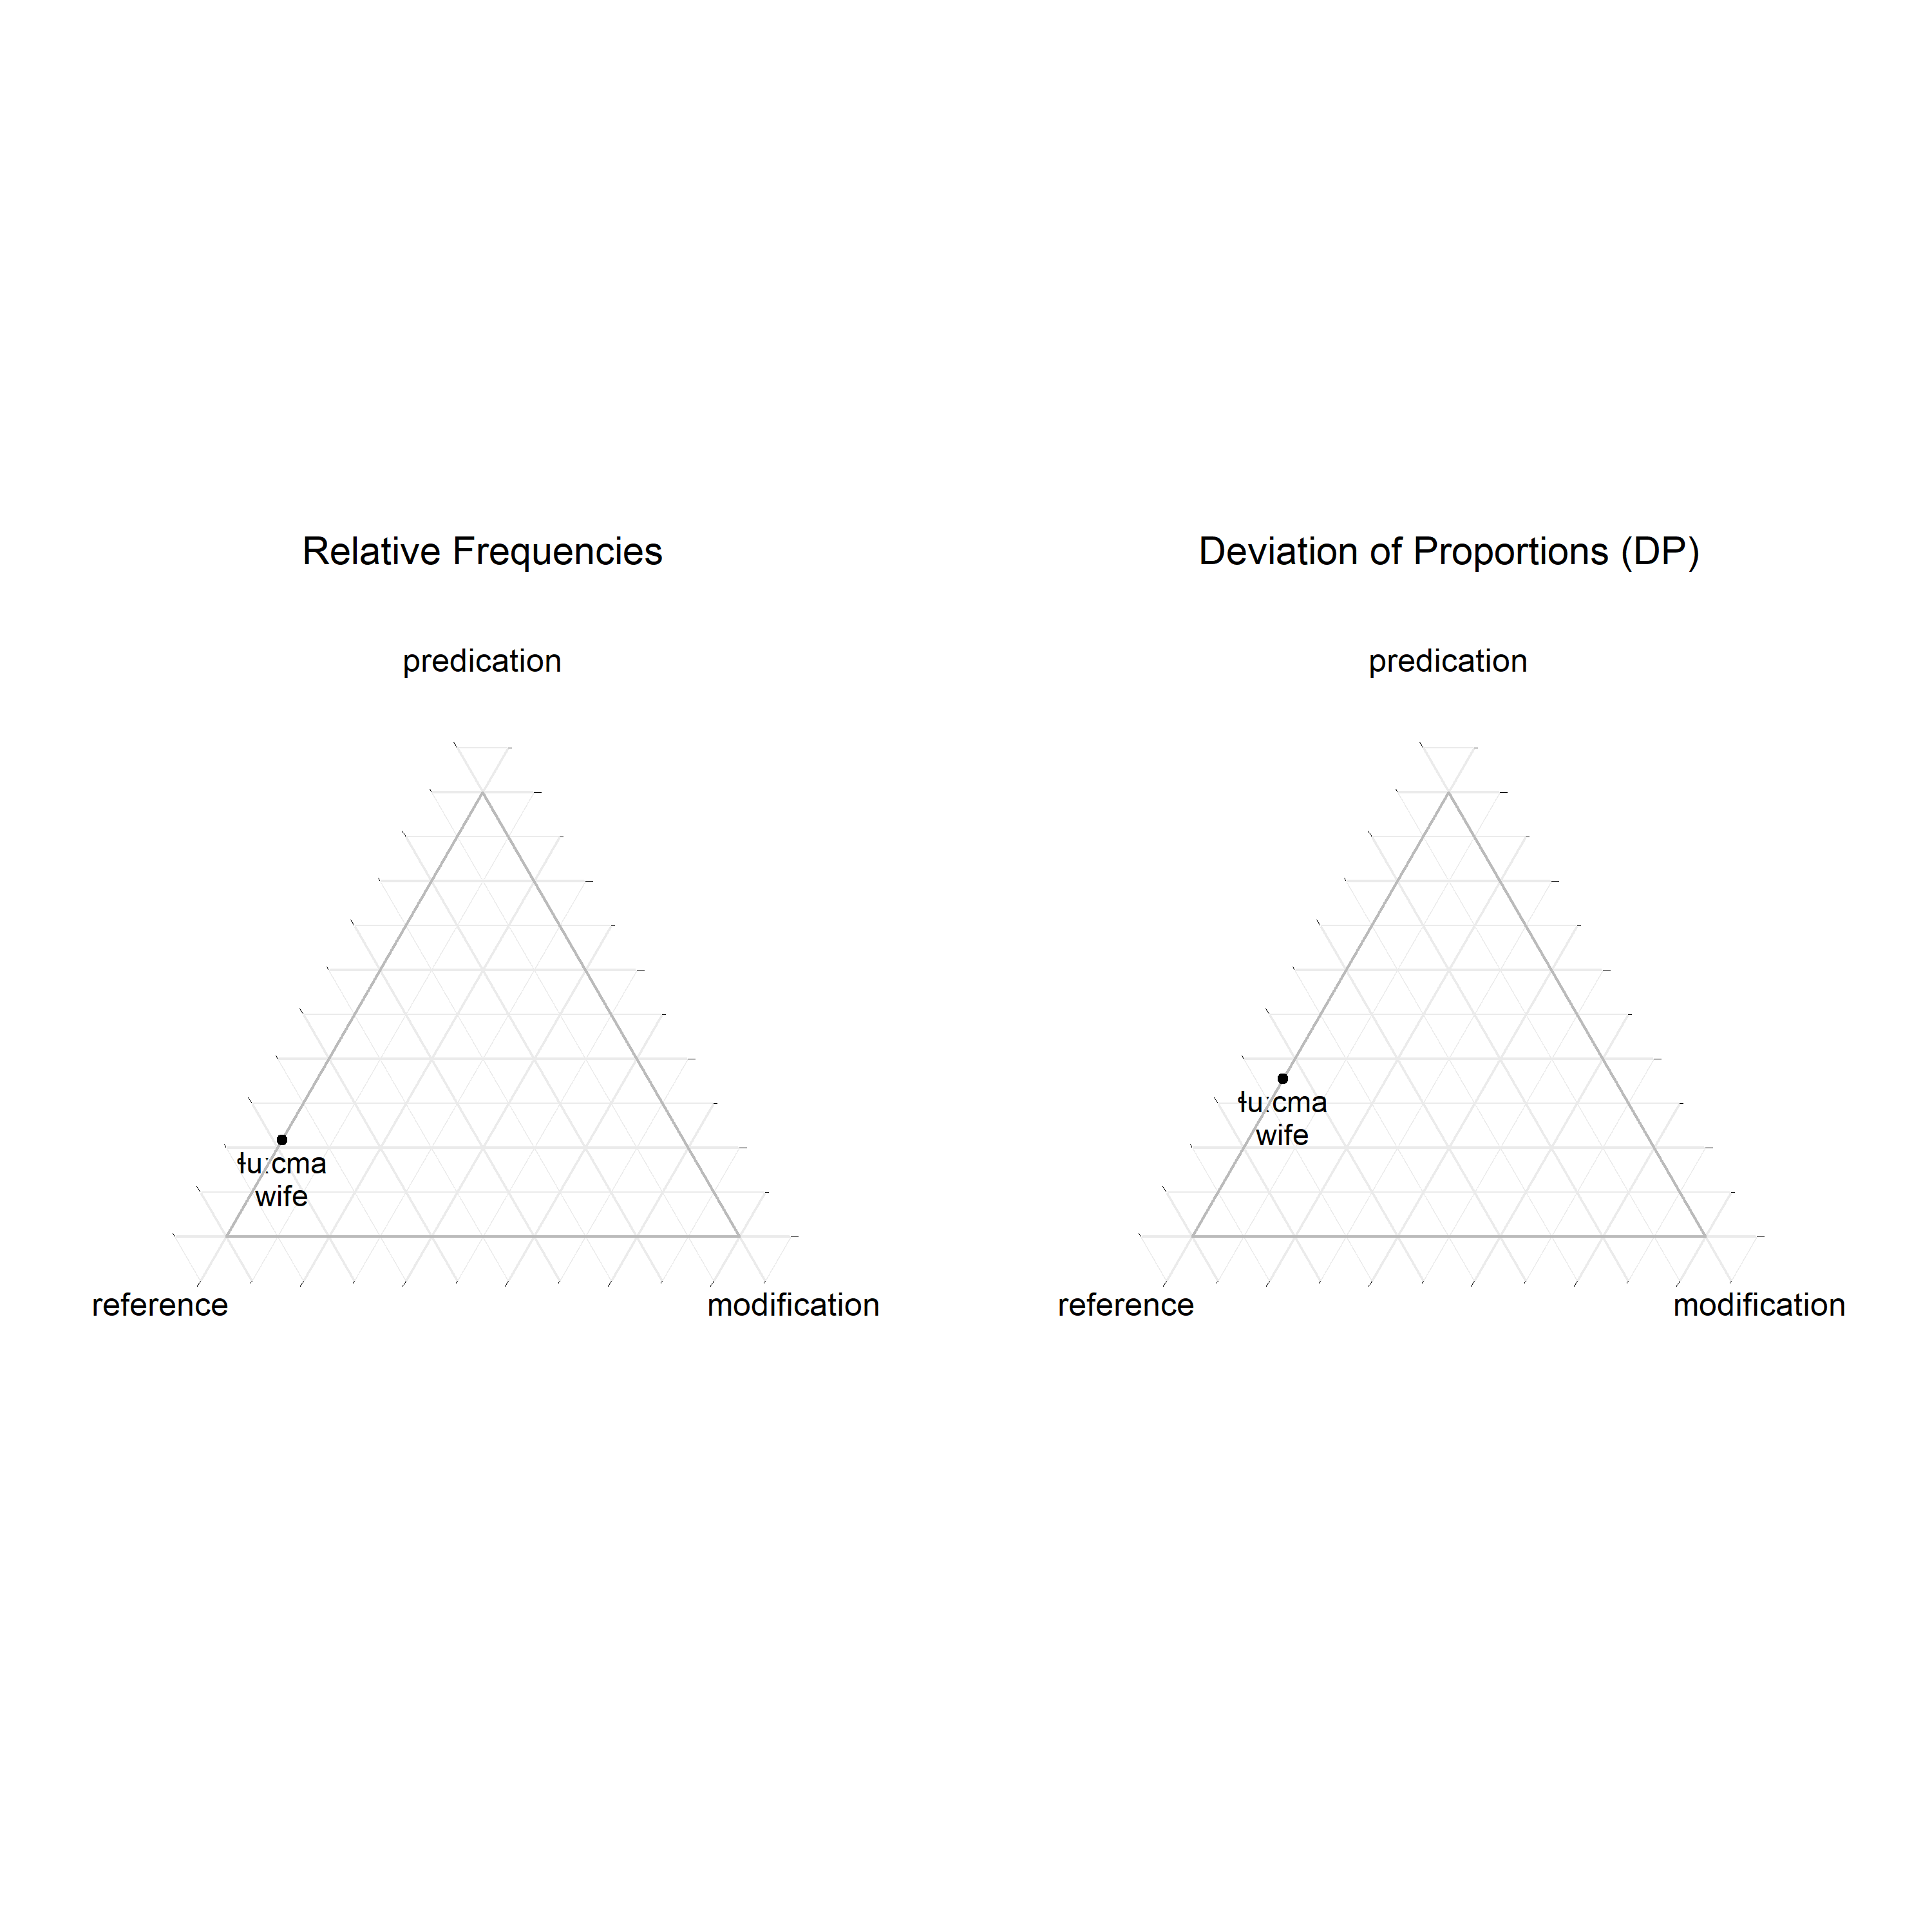 Relative Frequencies
predication
ɬuːcma
wife
reference
modification
Deviation of Proportions (DP)
predication
ɬuːcma
wife
reference
modification